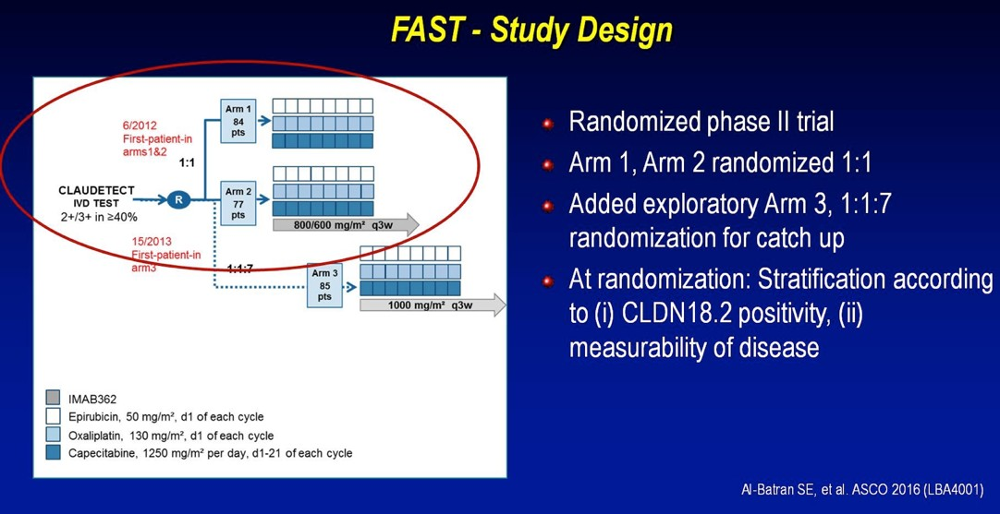 FAST - Study Design
6/2012
First-patient-in
arms1&2
1:1
Arm 1
84
pts
CLAUDETECT
IVD TEST
2+/3+ in ≥40%
R
Arm 2
77
pts
800/600 mg/m² q3w
15/2013
First-patient-in
arm3
1:1:7
Arm 3
85
pts
1000 mg/m² q3w
IMAB362
Epirubicin, 50 mg/m², d1 of each cycle
Oxaliplatin, 130 mg/m², d1 of each cycle
Capecitabine, 1250 mg/m² per day, d1-21 of each cycle
Randomized phase II trial
Arm 1, Arm 2 randomized 1:1
Added exploratory Arm 3, 1:1:7
randomization for catch up
At randomization: Stratification according
to (i) CLDN18.2 positivity, (ii)
measurability of disease
Al-Batran SE, et al. ASCO 2016 (LBA4001)